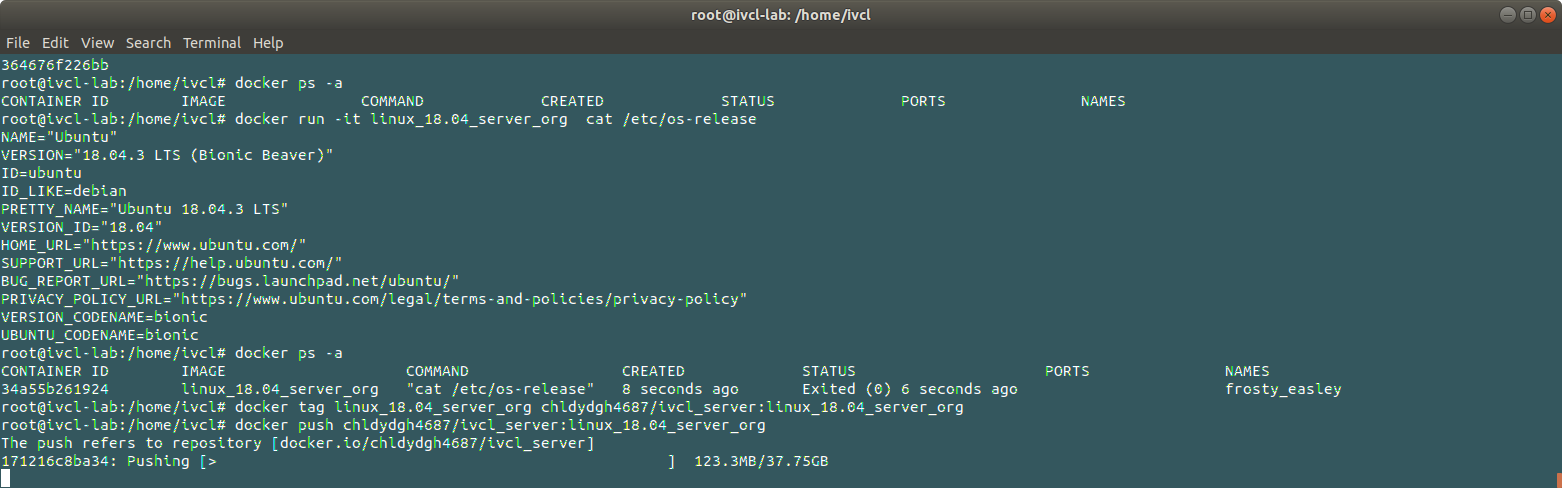 root@ivcl-lab: /home/ivcl
File Edit View Search Terminal Help
364676f226bb
root@ivcl-lab:/home/ivcl# docker ps -a
CONTAINER ID        IMAGE               COMMAND             CREATED             STATUS              PORTS               NAMES
root@ivcl-lab:/home/ivcl# docker run -it linux_18.04_server_org  cat /etc/os-release
NAME="Ubuntu"
VERSION="18.04.3 LTS (Bionic Beaver)"
ID=ubuntu
ID_LIKE=debian
PRETTY_NAME="Ubuntu 18.04.3 LTS"
VERSION_ID="18.04"
HOME_URL="https://www.ubuntu.com/"
SUPPORT_URL="https://help.ubuntu.com/"
BUG_REPORT_URL="https://bugs.launchpad.net/ubuntu/"
PRIVACY_POLICY_URL="https://www.ubuntu.com/legal/terms-and-policies/privacy-policy"
VERSION_CODENAME=bionic
UBUNTU_CODENAME=bionic
root@ivcl-lab:/home/ivcl# docker ps -a
CONTAINER ID        IMAGE                    COMMAND                 CREATED             STATUS                     PORTS               NAMES
34a55b261924        linux_18.04_server_org   "cat /etc/os-release"   8 seconds ago       Exited (0) 6 seconds ago                       frosty_easley
root@ivcl-lab:/home/ivcl# docker tag linux_18.04_server_org chldydgh4687/ivcl_server:linux_18.04_server_org
root@ivcl-lab:/home/ivcl# docker push chldydgh4687/ivcl_server:linux_18.04_server_org
The push refers to repository [docker.io/chldydgh4687/ivcl_server]
171216c8ba34: Pushing [>                                                  ]  123.3MB/37.75GB